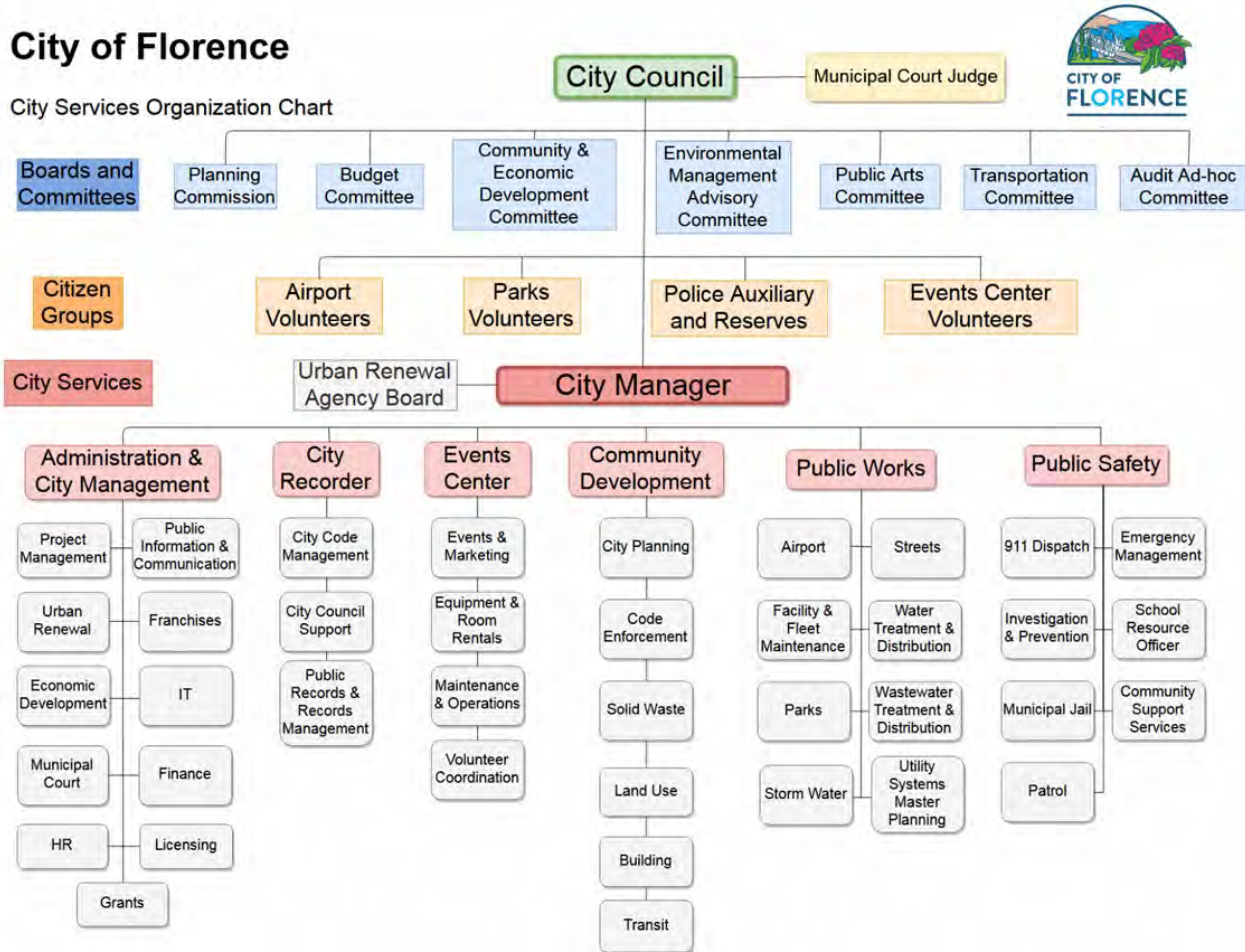 City of Florence
City Services Organization Chart
City Council
Municipal Court Judge
CITY OF
FLORENCE
Boards and
Committees
Planning
Commission
Budget
Committee
Community &
Economic
Development
Committee
Environmental
Management
Advisory
Committee
Public Arts
Committee
Transportation
Committee
Audit Ad-hoc
Committee
Citizen
Groups
Airport
Volunteers
Parks
Volunteers
Police Auxiliary
and Reserves
Events Center
Volunteers
City Services
Urban Renewal
Agency Board
City Manager
Administration &
City Management
City
Recorder
Events
Center
Community
Development
Public Works
Public Safety
Project
Management
Public
Information &
Communication
City Code
Management
Events &
Marketing
City Planning
Airport
Streets
911 Dispatch
Emergency
Management
Urban
Renewal
Franchises
City Council
Support
Equipment &
Room
Rentals
Code
Enforcement
Facility &
Fleet
Maintenance
Water
Treatment &
Distribution
Investigation
& Prevention
School
Resource
Officer
Economic
Development
IT
Public
Records &
Records
Management
Maintenance
& Operations
Solid Waste
Parks
Wastewater
Treatment &
Distribution
Municipal Jail
Community
Support
Services
Municipal
Court
Finance
Volunteer
Coordination
Land Use
Storm Water
Utility
Systems
Master
Planning
Patrol
HR
Licensing
Building
Grants
Transit